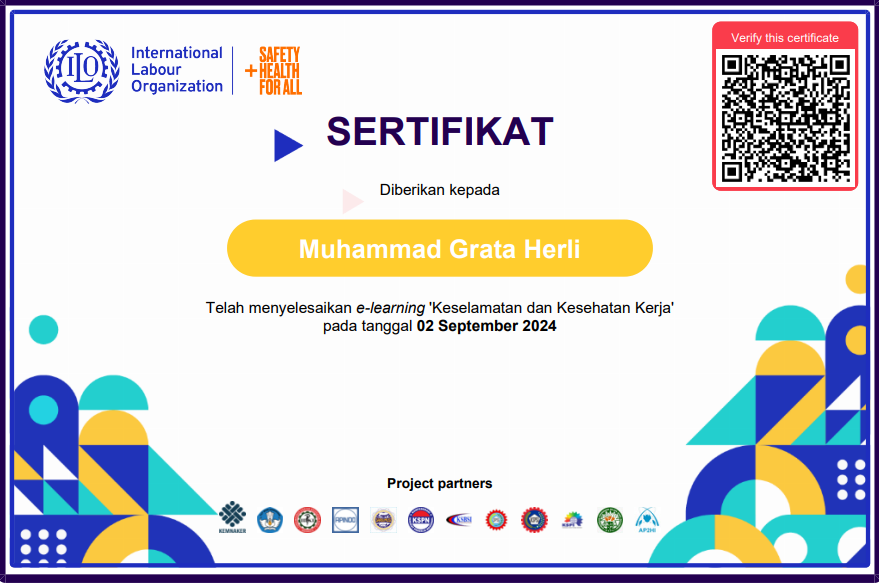 Verify this certificate
ILO
International
Labour
Organization
SAFETY
+HEALTH
FOR ALL
SERTIFIKAT
Diberikan kepada
Muhammad Grata Herli
Telah menyelesaikan e-learning 'Keselamatan dan Kesehatan Kerja'
pada tanggal 02 September 2024
Project partners
KEMNAKER
APINDO
KSPN
KSBSI